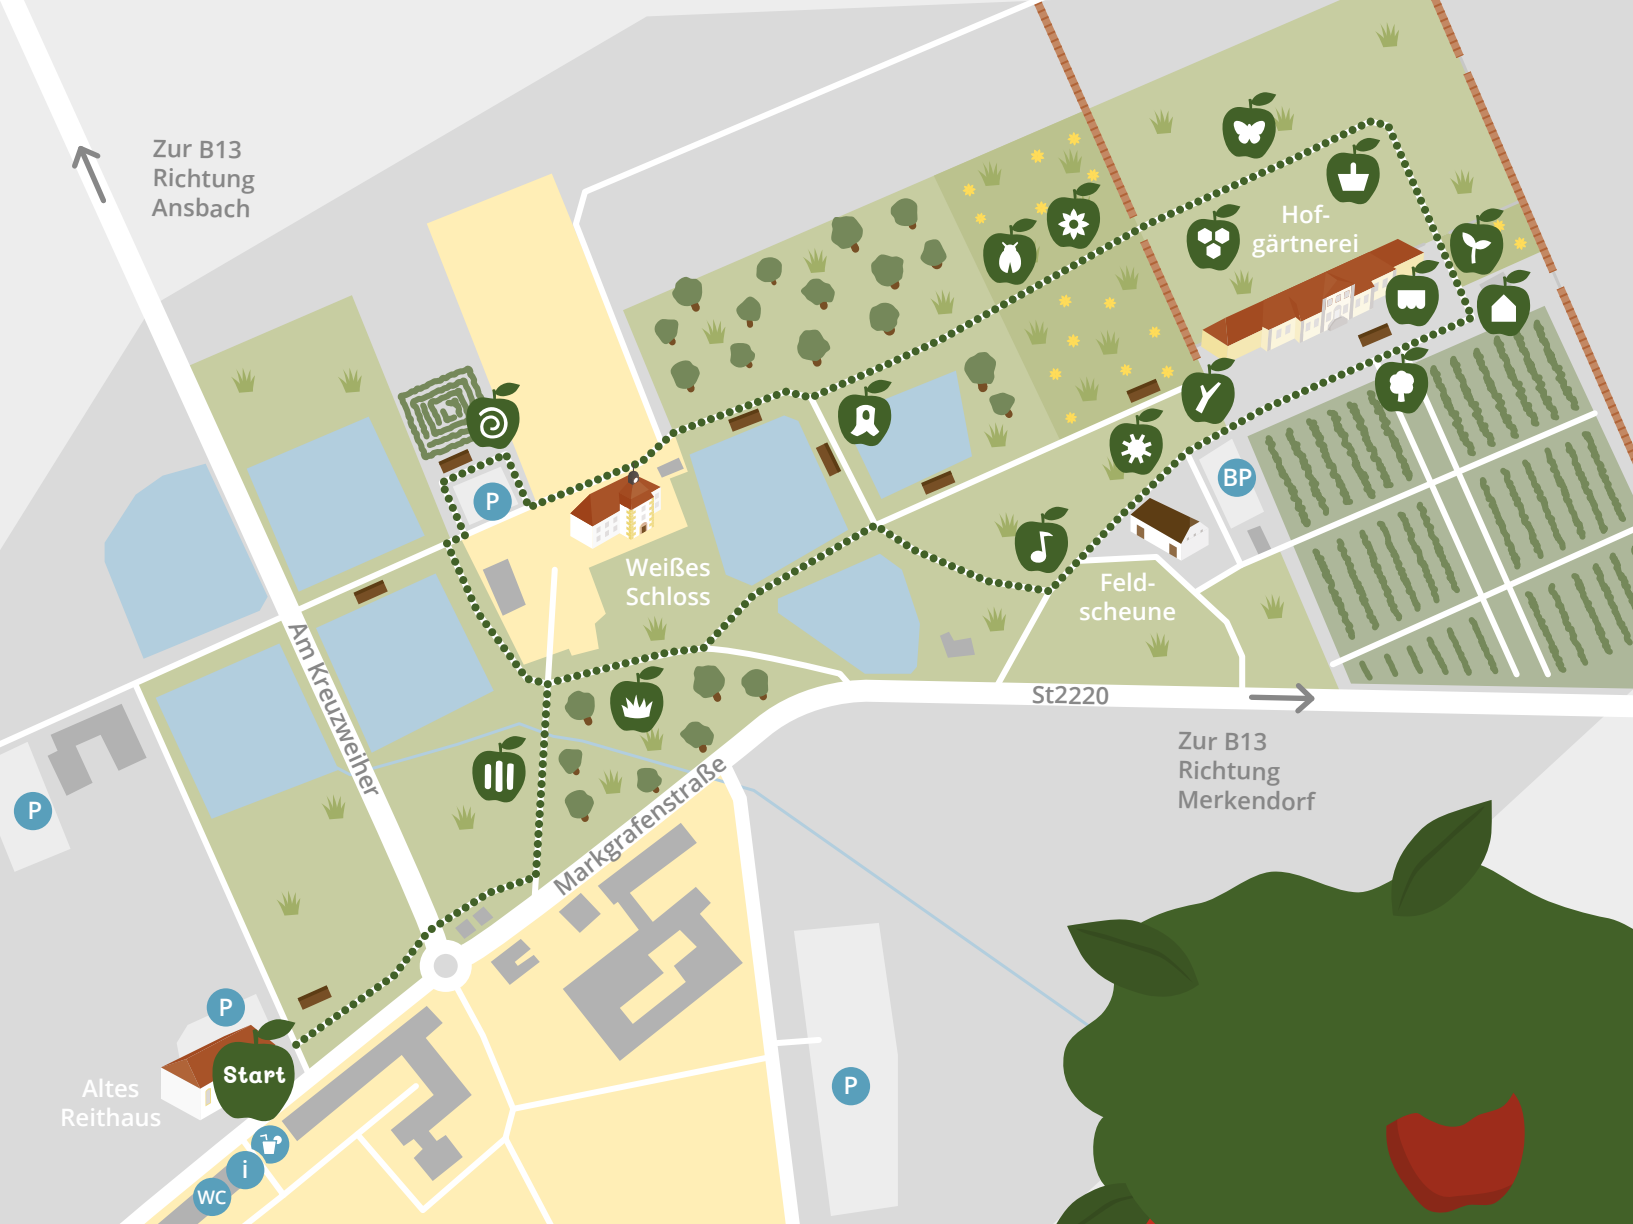 Zur B13
Richtung
Ansbach
Hof-
gärtnerei
P
BP
Weißes
Schloss
Feld-
scheune
Am Kreuzweiher
St2220
Zur B13
Richtung
Merkendorf
Markgrafenstraße
P
P
Start
Altes
Reithaus
P
i
WC